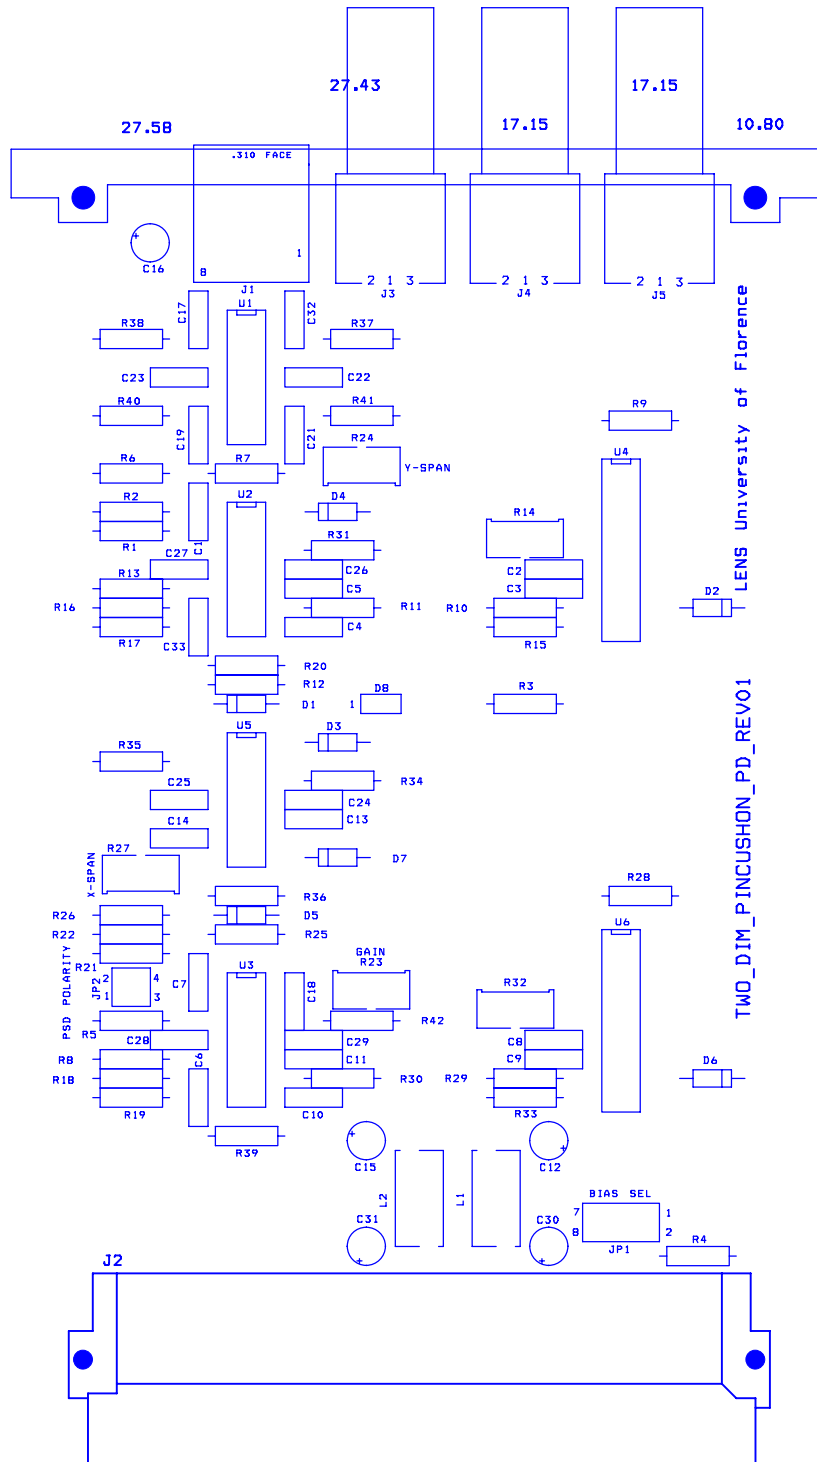 27.43
17.15
27.58
17.15
10.80
.310 FACE
+
C16
1
8
J1
2 1 3
J3
2 1 3
J4
2 1 3
J5
C17
U1
C32
R38
R37
C23
C22
R40
C19
C21
R41
R9
R24
Y-SPAN
R6
R7
U4
R2
U2
D4
R14
R1
C1
R31
C27
C26
C2
R13
C5
C3
R16
R11
R10
D2
R17
C33
C4
R15
R20
R12
D1
1
D8
R3
LENS University of Florence
U5
D3
R35
R34
C25
C24
C14
C13
R27
X-SPAN
D7
R36
R28
R26
D5
U6
R22
R25
TWO_DIM_PINCUSHON_PD_REV01
GAIN
R23
R21
U3
PSD POLARITY
JP2
2
4
1
3
C7
C18
R32
R5
R42
C28
C29
C8
R8
C6
C11
C9
R18
R30
R29
D6
R19
C10
R33
R39
+
C15
C12
+
L2
L1
BIAS SEL
7
1
8
2
JP1
C31
+
C30
+
R4
J2